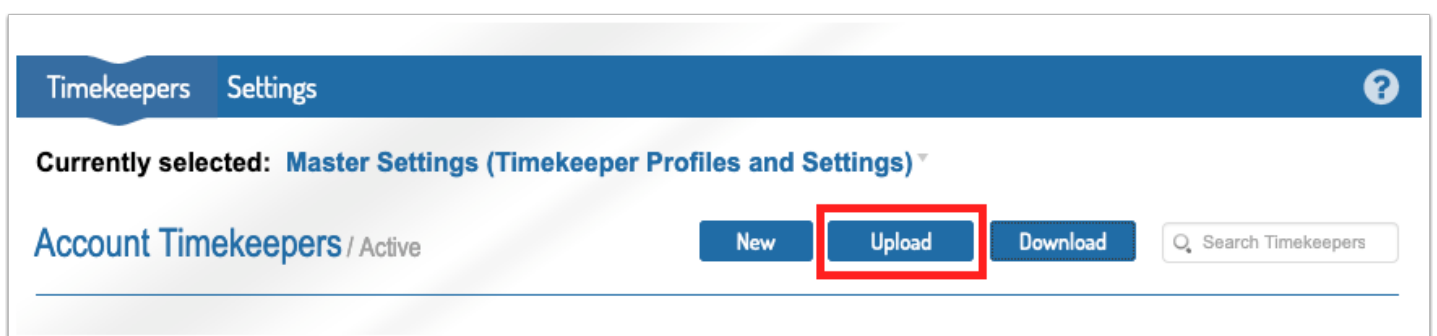 Timekeepers Settings ?
Currently selected: Master Settings (Timekeeper Profiles and Settings)
Account Timekeepers / Active New Upload Download Search Timekeepers